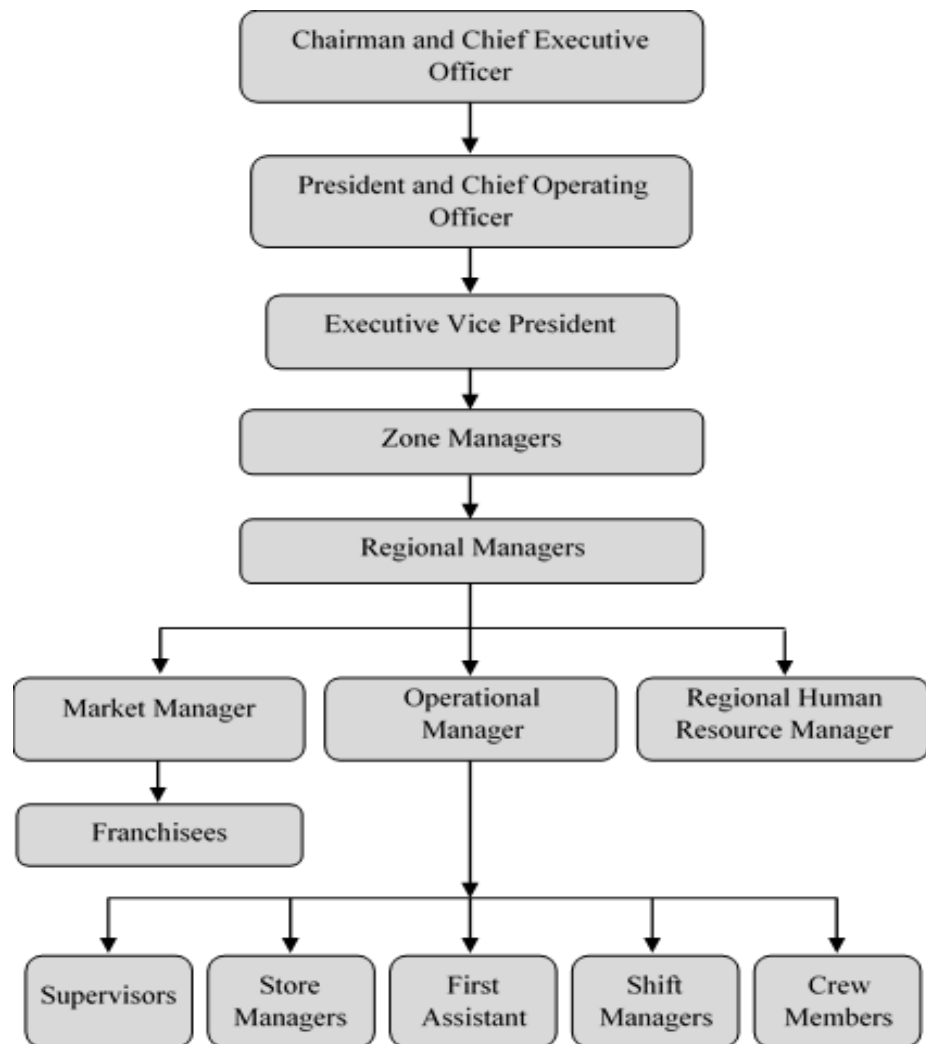 Chairman and Chief Executive
Officer
President and Chief Operating
Officer
Executive Vice President
Zone Managers
Regional Managers
Market Manager
Operational
Manager
Regional Human
Resource Manager
Franchisees
Supervisors
Store
Managers
First
Assistant
Shift
Managers
Crew
Members